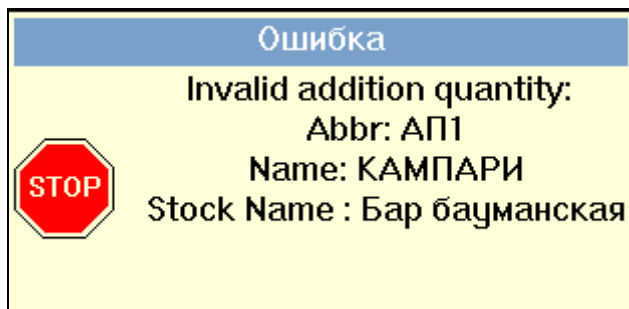 Ошибка
Invalid addition quantity:
Abbr: АП1
Name: КАМПАРИ
STOP
Stock Name : Бар бауманская